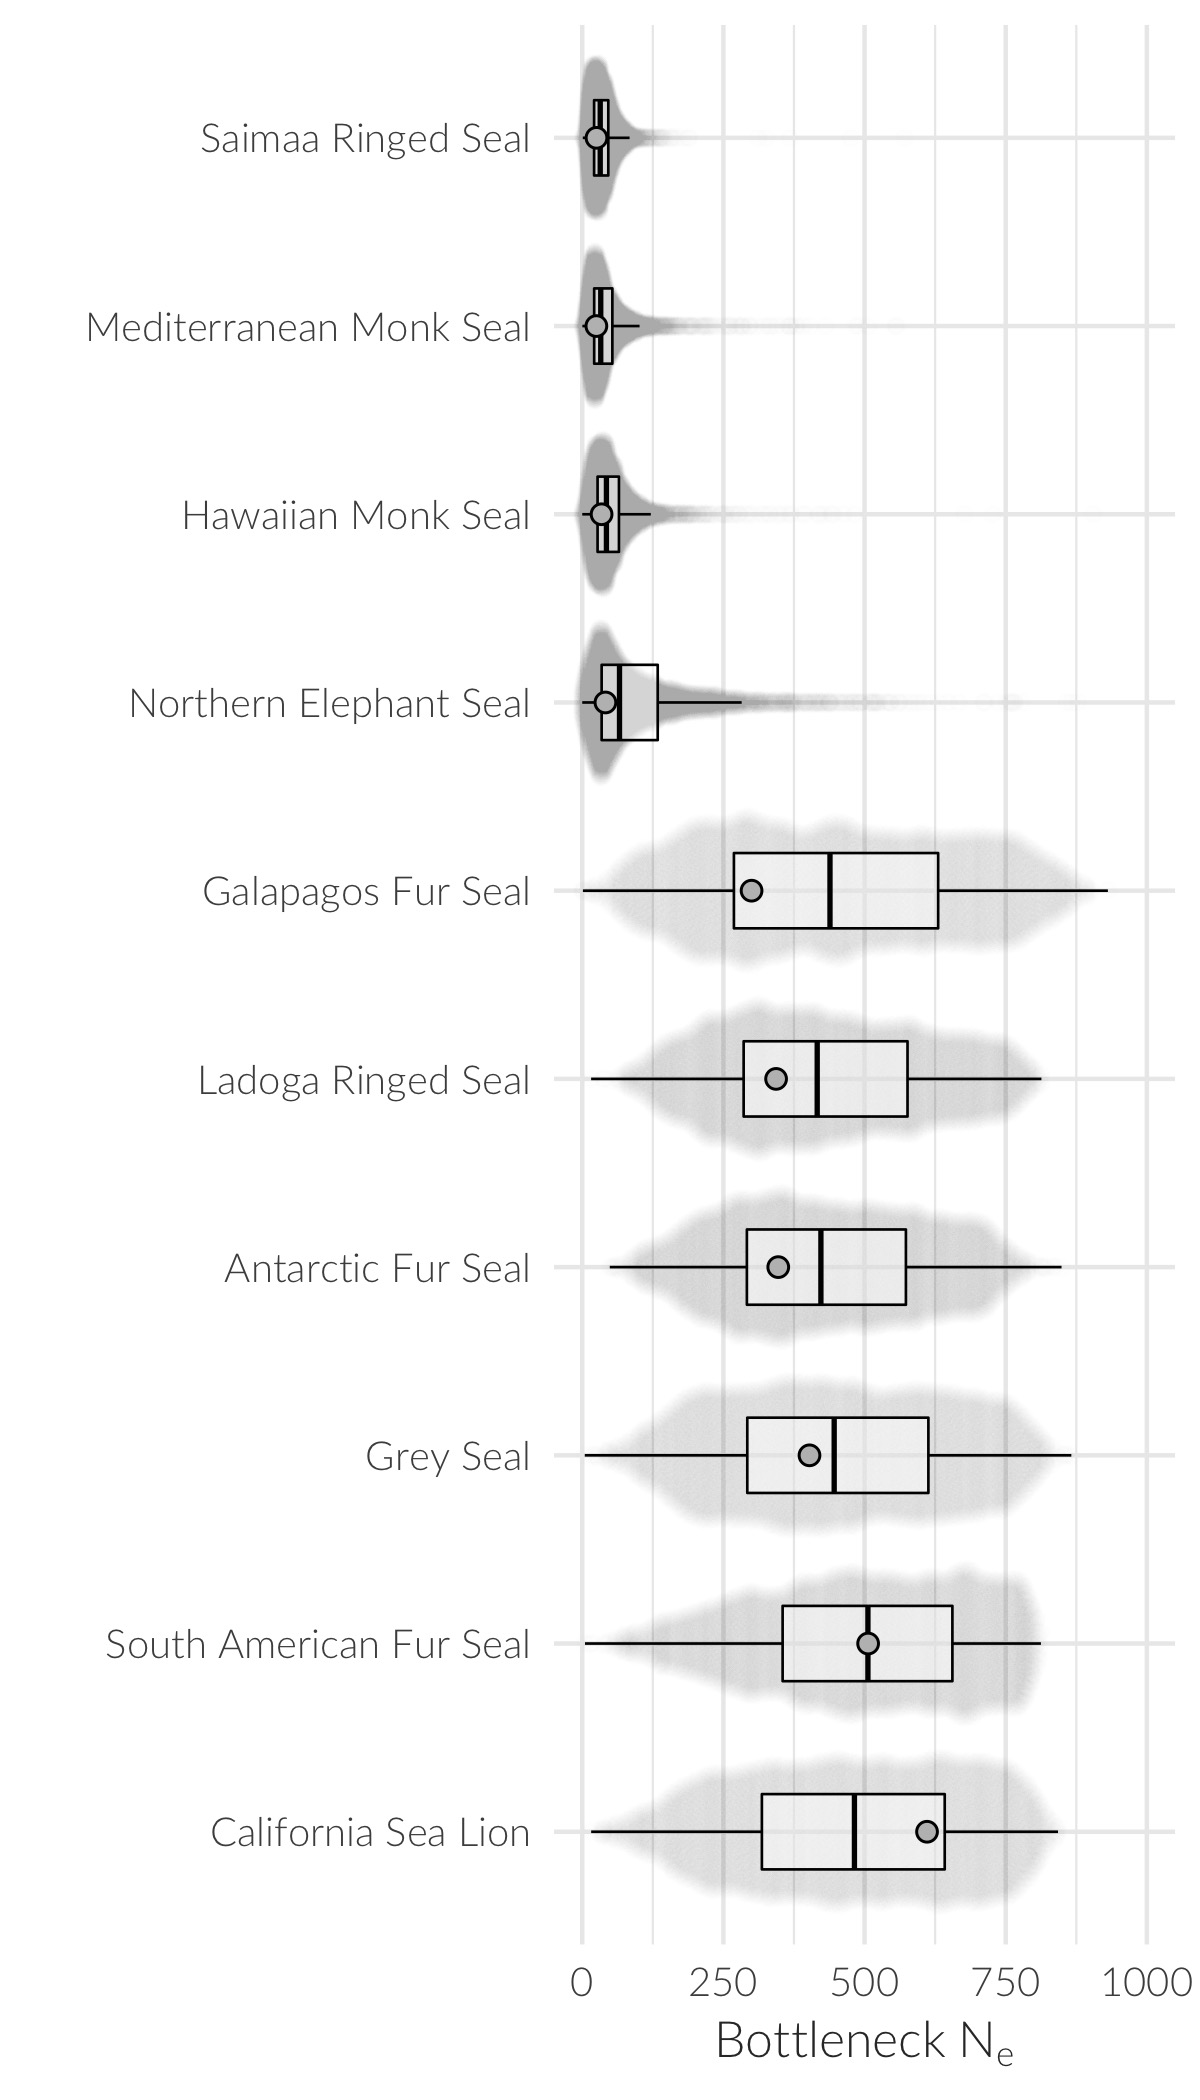 Saimaa Ringed Seal
Mediterranean Monk Seal
Hawaiian Monk Seal
Northern Elephant Seal
Galapagos Fur Seal
Ladoga Ringed Seal
Antarctic Fur Seal
Grey Seal
South American Fur Seal
California Sea Lion
0 250 500 750 1000
Bottleneck Ne